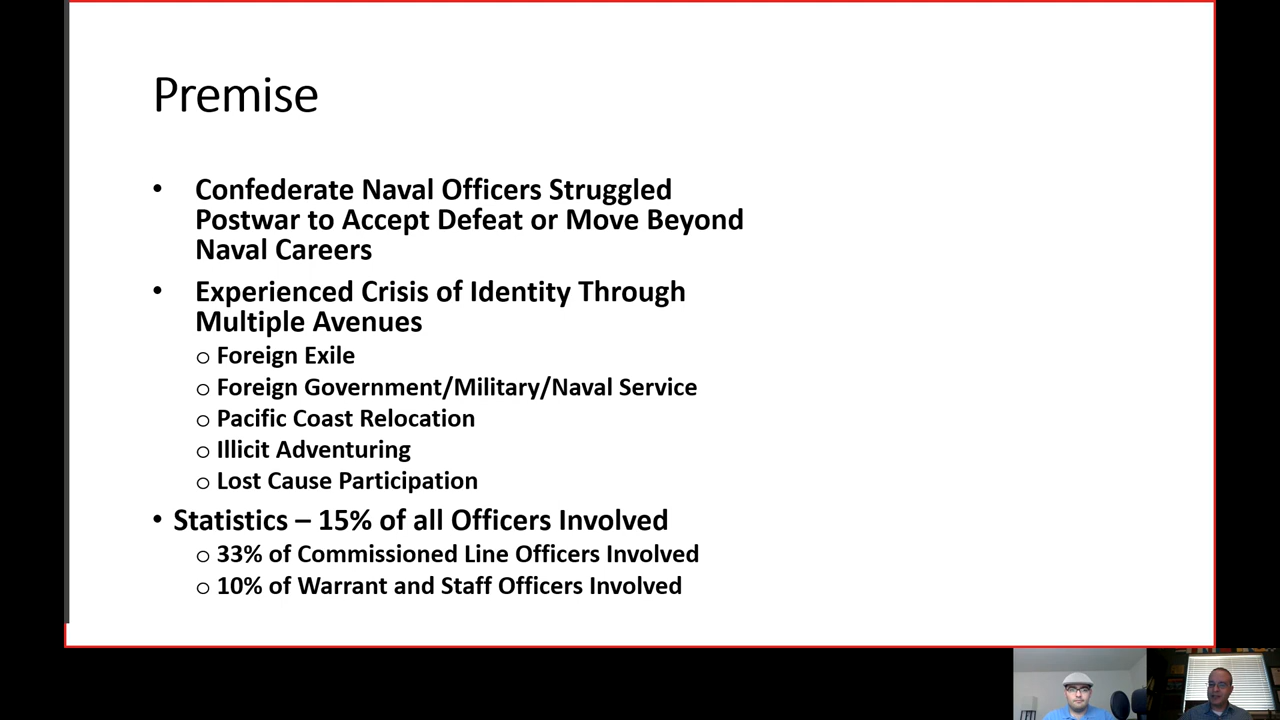 Premise
• Confederate Naval Officers Struggled
Postwar to Accept Defeat or Move Beyond
Naval Careers
• Experienced Crisis of Identity Through
Multiple Avenues
o Foreign Exile
o Foreign Government/Military/Naval Service
o Pacific Coast Relocation
o Illicit Adventuring
o Lost Cause Participation
• Statistics – 15% of all Officers Involved
o 33% of Commissioned Line Officers Involved
o 10% of Warrant and Staff Officers Involved